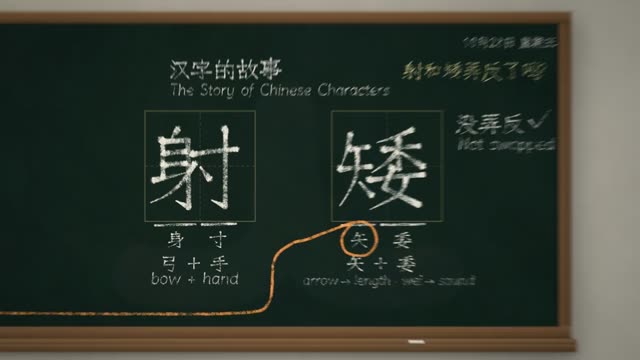 10月28日 星期三
汉字的故事
The Story of Chinese Characters
射和矮弄反了吗
没弄反✓
Not swapped
射 矮
身 寸 矢 委
弓 + 手 矢 + 委
bow + hand arrow→length · wei→sound